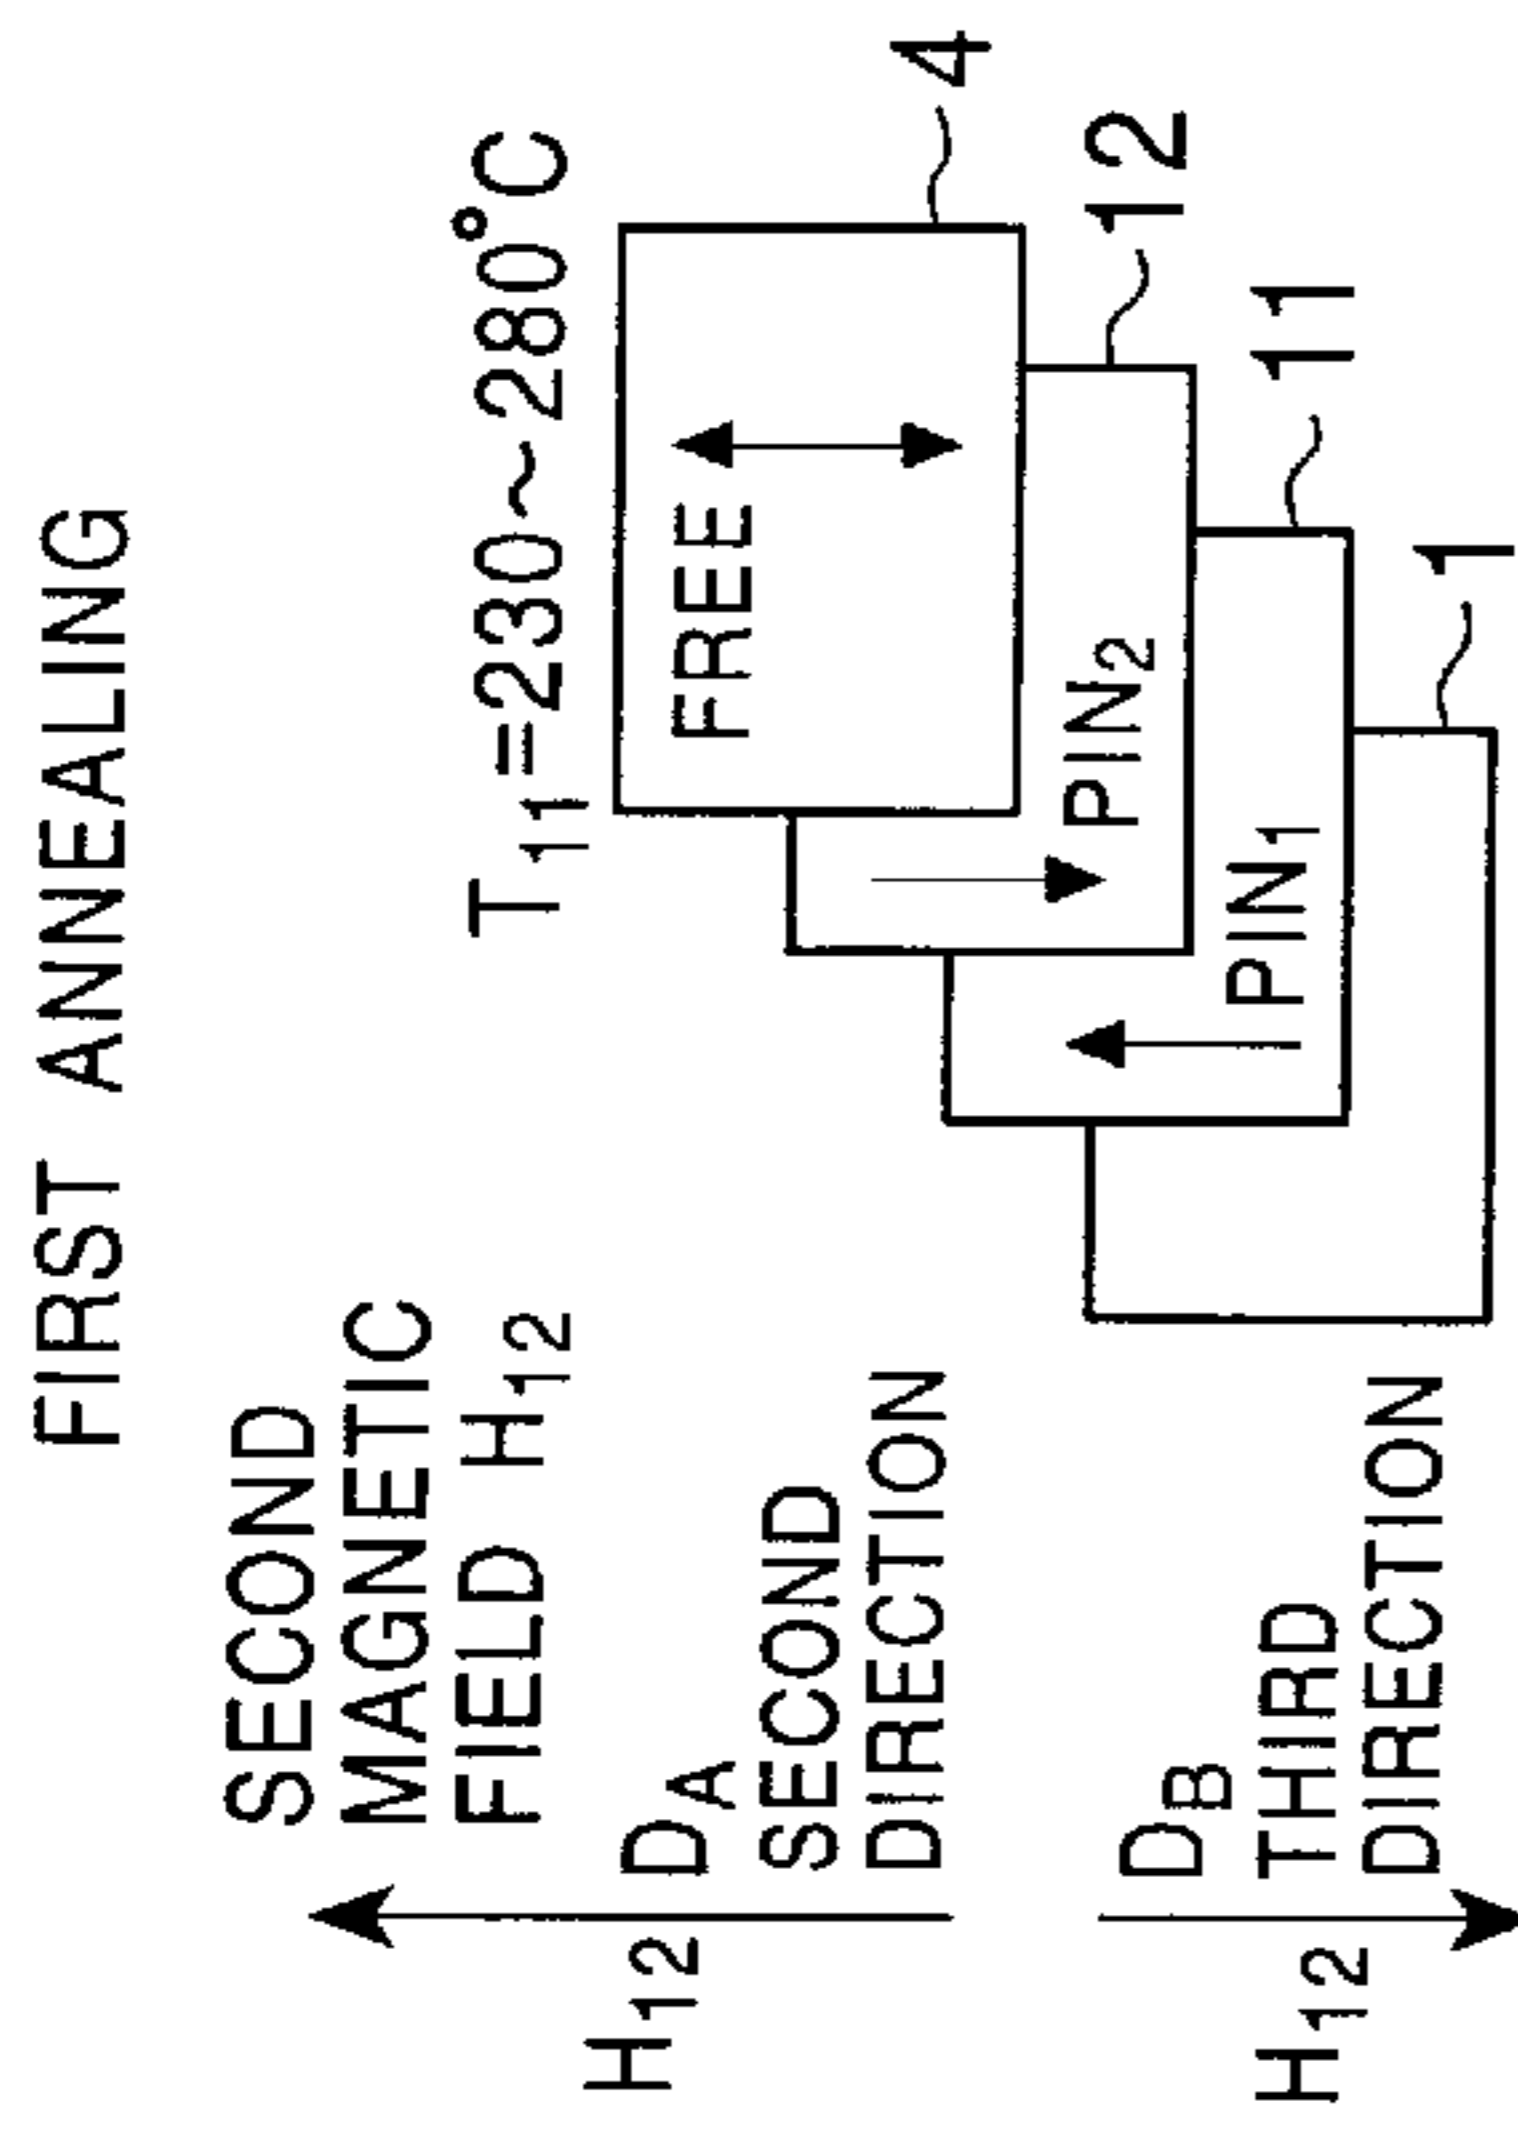 FIRST ANNEALING
SECOND
MAGNETIC
FIELD H12
T11=230~280°C
H12
DA
SECOND
DIRECTION
H12
DB
THIRD
DIRECTION
FREE
4
PIN2
12
PIN1
11
1